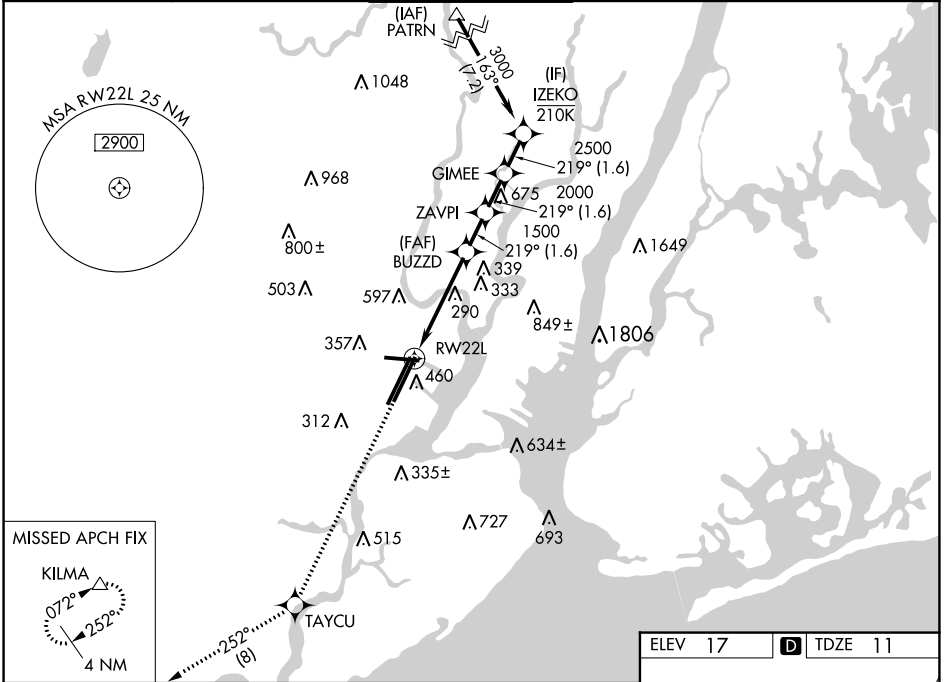 (IAF)
PATRN
3000
163°
(7.2)
(IF)
IZEKO
210K
1048
MSA RW22L 25 NM
2900
2500
219° (1.6)
GIMEE
968
675
2000
219° (1.6)
ZAVPI
1500
219° (1.6)
(FAF)
BUZZD
800±
1649
339
333
503
597
290
849±
1806
357
RW22L
460
312
634±
335±
727
693
515
MISSED APCH FIX
KILMA
072°
252°
4 NM
TAYCU
252°
(8)
ELEV 17 D TDZE 11